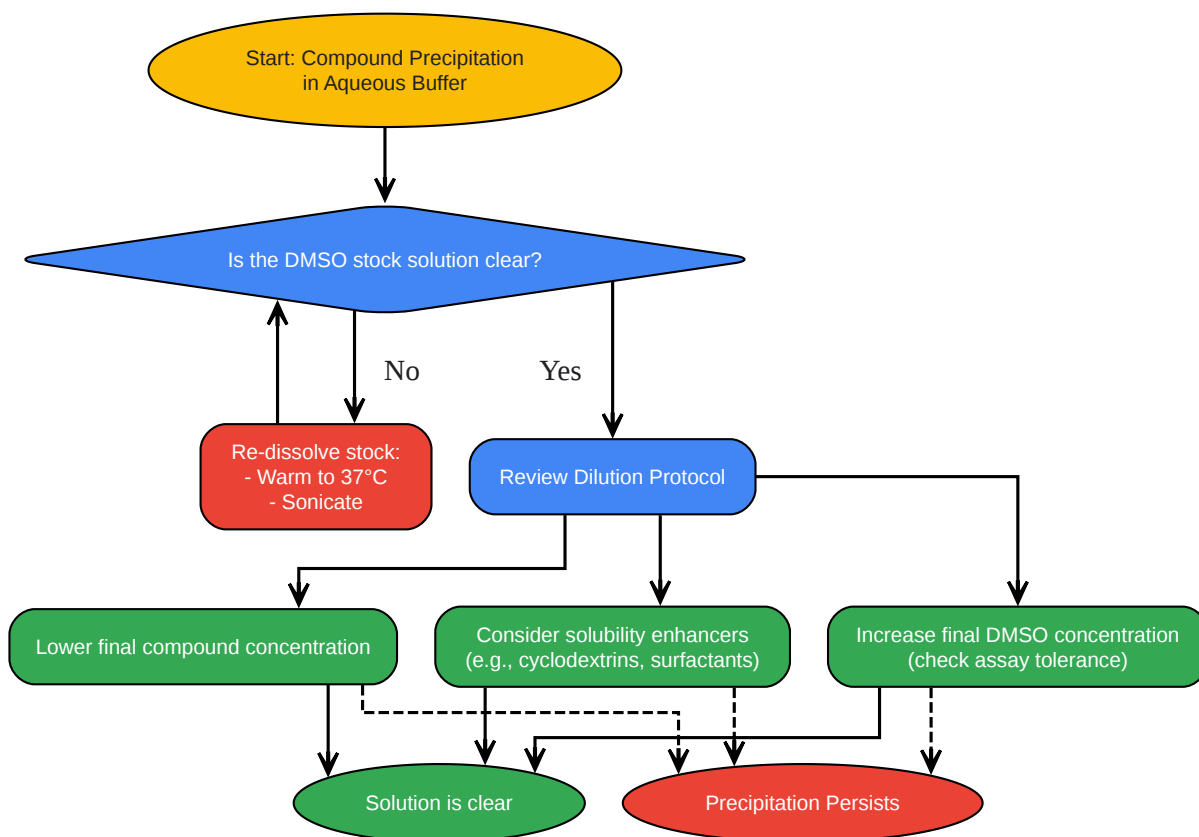 Start: Compound Precipitation
in Aqueous Buffer
Is the DMSO stock solution clear?
No
Yes
Re-dissolve stock:
- Warm to 37°C
- Sonicate
Review Dilution Protocol
Lower final compound concentration
Consider solubility enhancers
(e.g., cyclodextrins, surfactants)
Increase final DMSO concentration
(check assay tolerance)
Solution is clear
Precipitation Persists